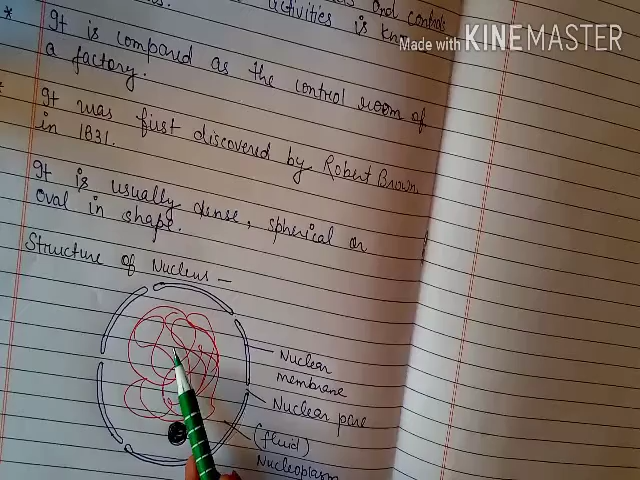 and controls
activities is
Made with KINEMASTER
* It is compared as the control room of
a factory.
* It was first discovered by Robert Brown
in 1831.
It is usually dense, spherical or
oval in shape.
Structure of Nucleus -
Nuclear
membrane
Nuclear pore
(fluid)
Nucleoplasm